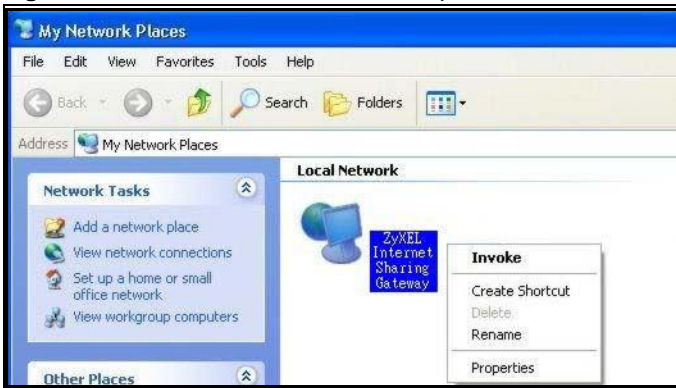 My Network Places
File Edit View Favorites Tools Help
Back Search Folders
Address My Network Places
Network Tasks
Add a network place
View network connections
Set up a home or small
office network
View workgroup computers
Other Places
Local Network
ZyXEL
Internet
Sharing
Gateway
Invoke
Create Shortcut
Delete
Rename
Properties